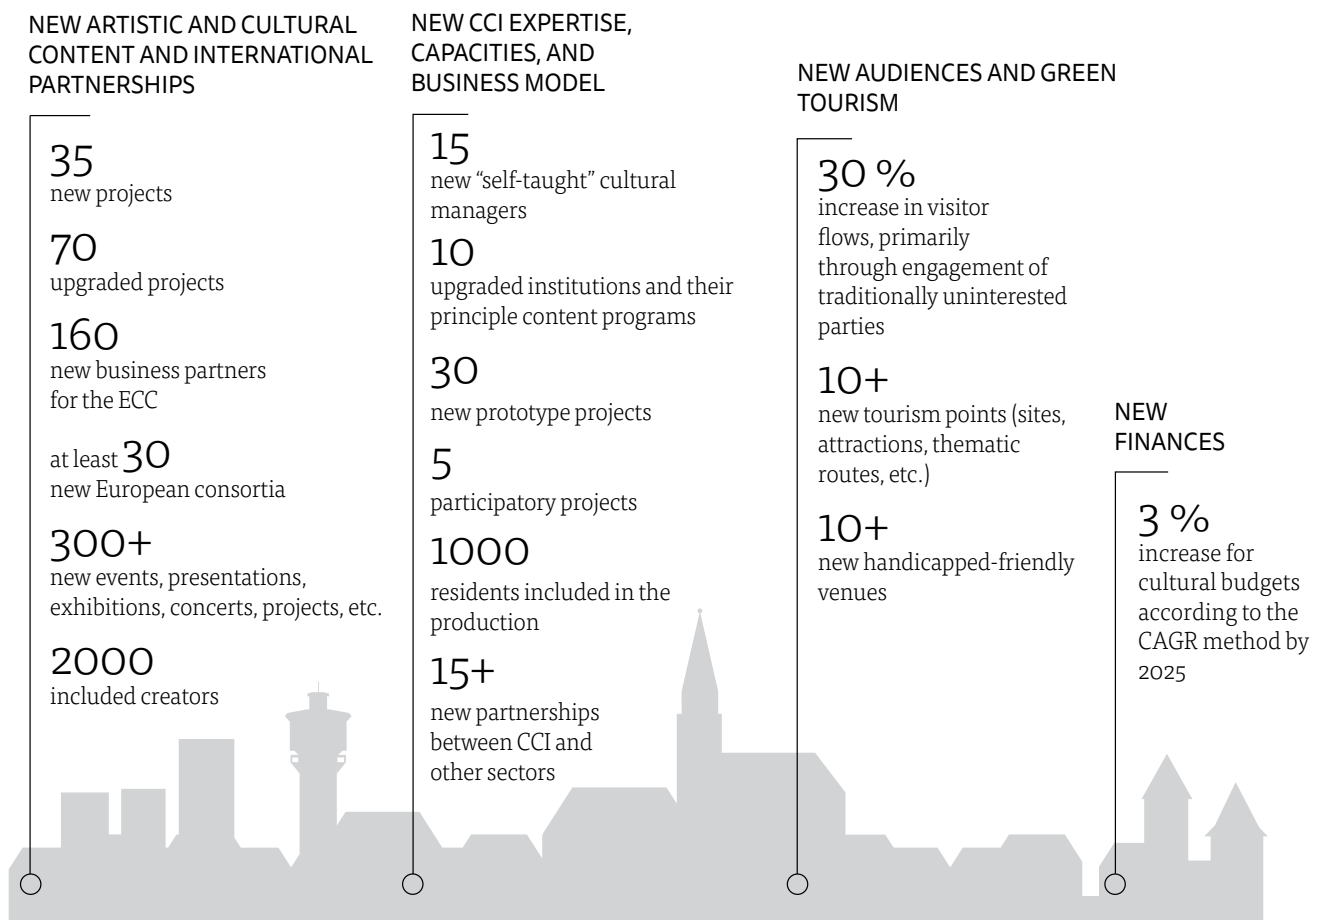 NEW ARTISTIC AND CULTURAL
CONTENT AND INTERNATIONAL
PARTNERSHIPS
35
new projects
70
upgraded projects
160
new business partners
for the ECC
at least 30
new European consortia
300+
new events, presentations,
exhibitions, concerts, projects, etc.
2000
included creators
NEW CCI EXPERTISE,
CAPACITIES, AND
BUSINESS MODEL
15
new “self-taught” cultural
managers
10
upgraded institutions and their
principle content programs
30
new prototype projects
5
participatory projects
1000
residents included in the
production
15+
new partnerships
between CCI and
other sectors
NEW AUDIENCES AND GREEN
TOURISM
30 %
increase in visitor
flows, primarily
through engagement of
traditionally uninterested
parties
10+
new tourism points (sites,
attractions, thematic
routes, etc.)
10+
new handicapped-friendly
venues
NEW
FINANCES
3 %
increase for
cultural budgets
according to the
CAGR method by
2025